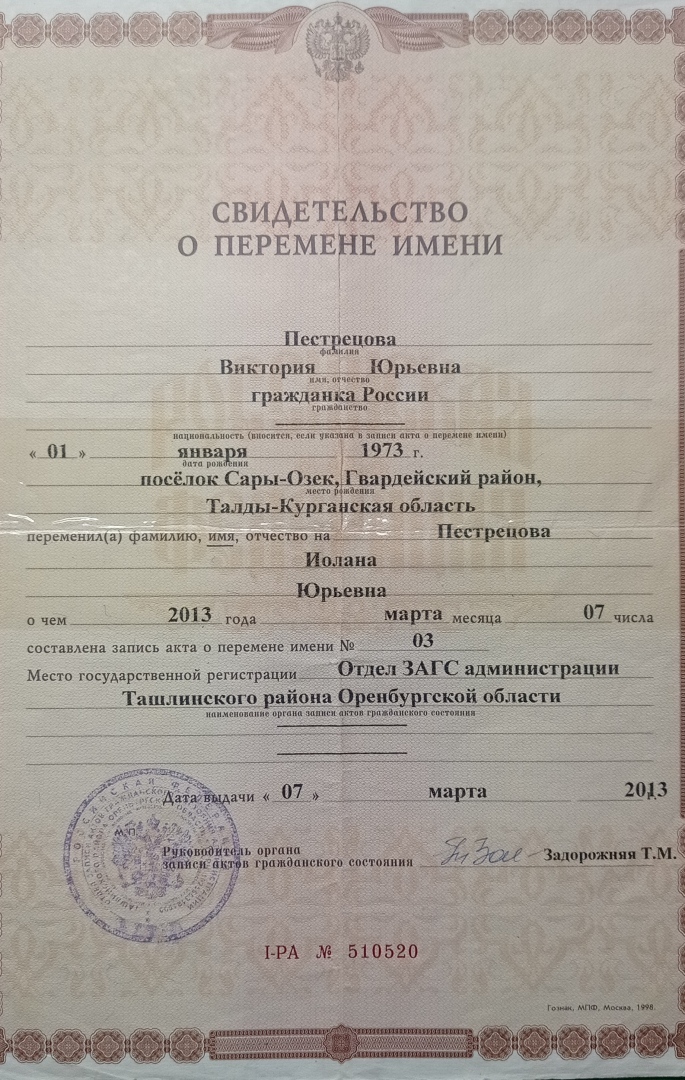 СВИДЕТЕЛЬСТВО
О ПЕРЕМЕНЕ ИМЕНИ
Пестрецова
фамилия
Виктория Юрьевна
имя, отчество
гражданка России
гражданство
национальность (вносится, если указана в записи акта о перемене имени)
« 01 » января 1973 г.
дата рождения
посёлок Сары-Озек, Гвардейский район,
место рождения
Талды-Курганская область
переменил(а) фамилию, имя, отчество на Пестрецова
Иолана
Юрьевна
о чем 2013 года марта месяца 07 числа
составлена запись акта о перемене имени № 03
Место государственной регистрации Отдел ЗАГС администрации
Ташлинского района Оренбургской области
наименование органа записи актов гражданского состояния
Дата выдачи « 07 » марта 2013
М.П.
Руководитель органа
записи актов гражданского состояния Задорожняя Т.М.
I-РА № 510520
Гознак, МПФ, Москва, 1998.